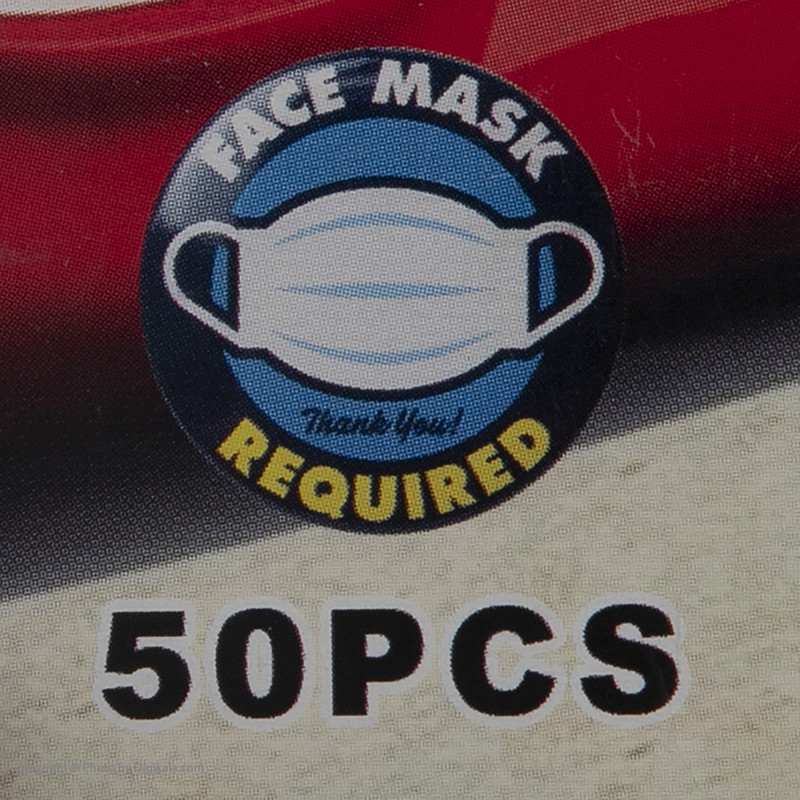 FACE MASK
Thank You!
REQUIRED
50PCS